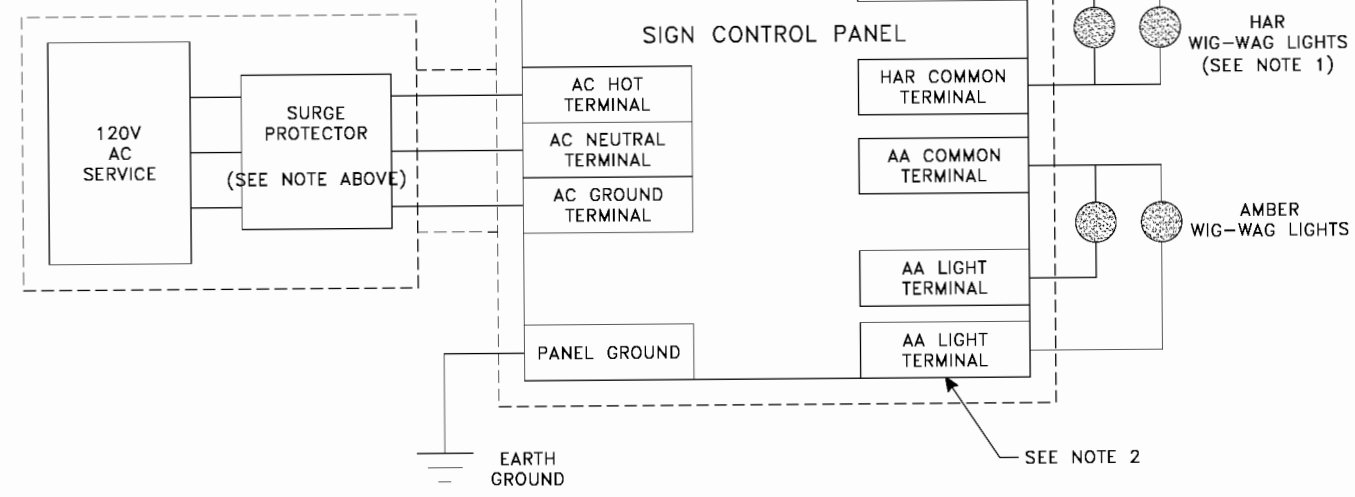 SIGN CONTROL PANEL
HAR
WIG-WAG LIGHTS
(SEE NOTE 1)
120V
AC
SERVICE
SURGE
PROTECTOR
(SEE NOTE ABOVE)
AC HOT
TERMINAL
AC NEUTRAL
TERMINAL
AC GROUND
TERMINAL
PANEL GROUND
HAR COMMON
TERMINAL
AA COMMON
TERMINAL
AA LIGHT
TERMINAL
AA LIGHT
TERMINAL
AMBER
WIG-WAG LIGHTS
SEE NOTE 2
EARTH
GROUND